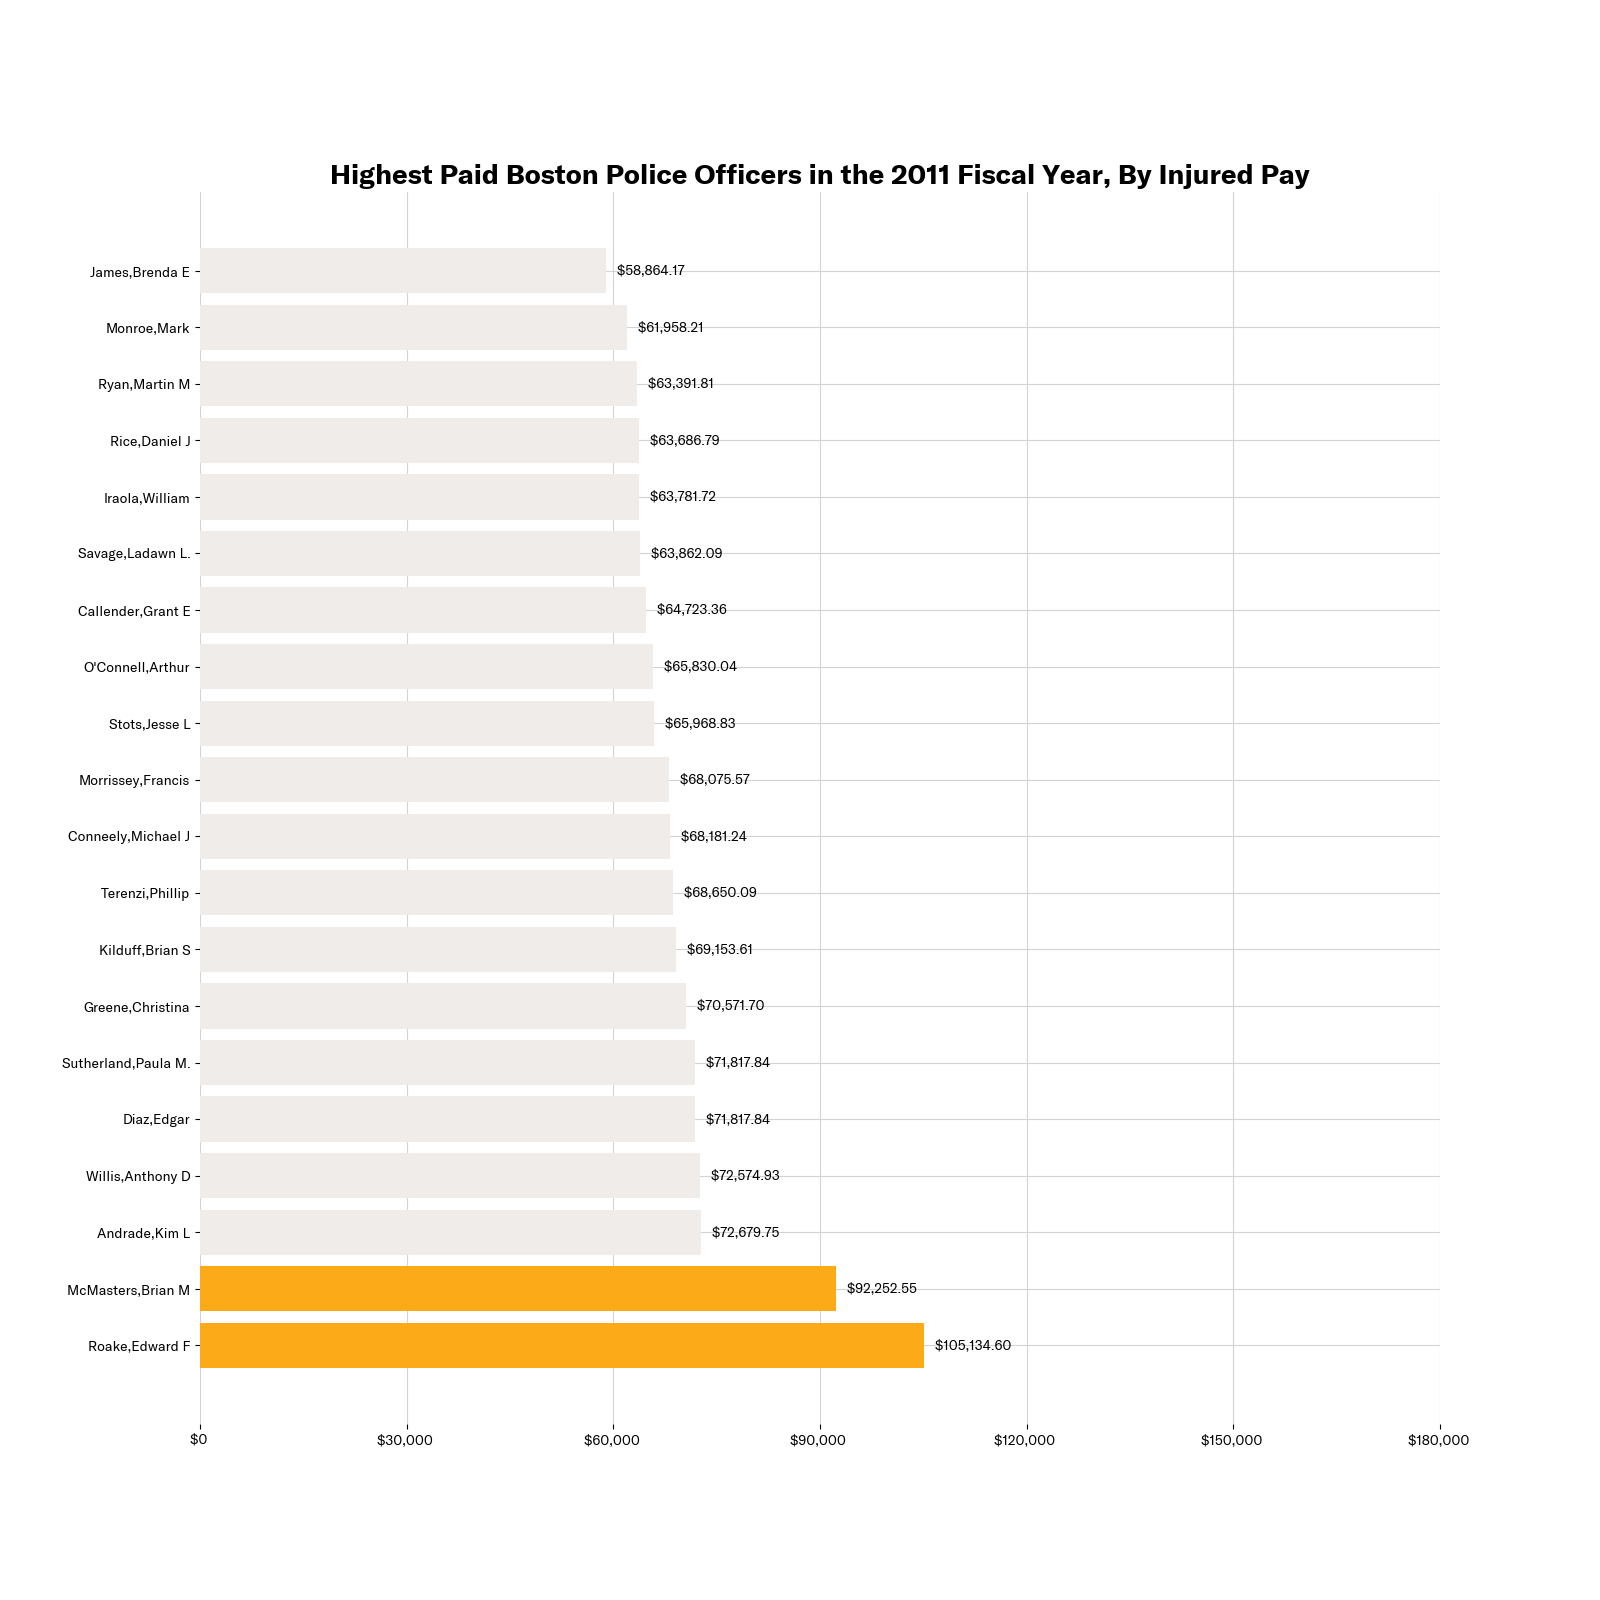 Highest Paid Boston Police Officers in the 2011 Fiscal Year, By Injured Pay
James,Brenda E $58,864.17
Monroe,Mark $61,958.21
Ryan,Martin M $63,391.81
Rice,Daniel J $63,686.79
Iraola,William $63,781.72
Savage,Ladawn L. $63,862.09
Callender,Grant E $64,723.36
O'Connell,Arthur $65,830.04
Stots,Jesse L $65,968.83
Morrissey,Francis $68,075.57
Conneely,Michael J $68,181.24
Terenzi,Phillip $68,650.09
Kilduff,Brian S $69,153.61
Greene,Christina $70,571.70
Sutherland,Paula M. $71,817.84
Diaz,Edgar $71,817.84
Willis,Anthony D $72,574.93
Andrade,Kim L $72,679.75
McMasters,Brian M $92,252.55
Roake,Edward F $105,134.60
$0 $30,000 $60,000 $90,000 $120,000 $150,000 $180,000